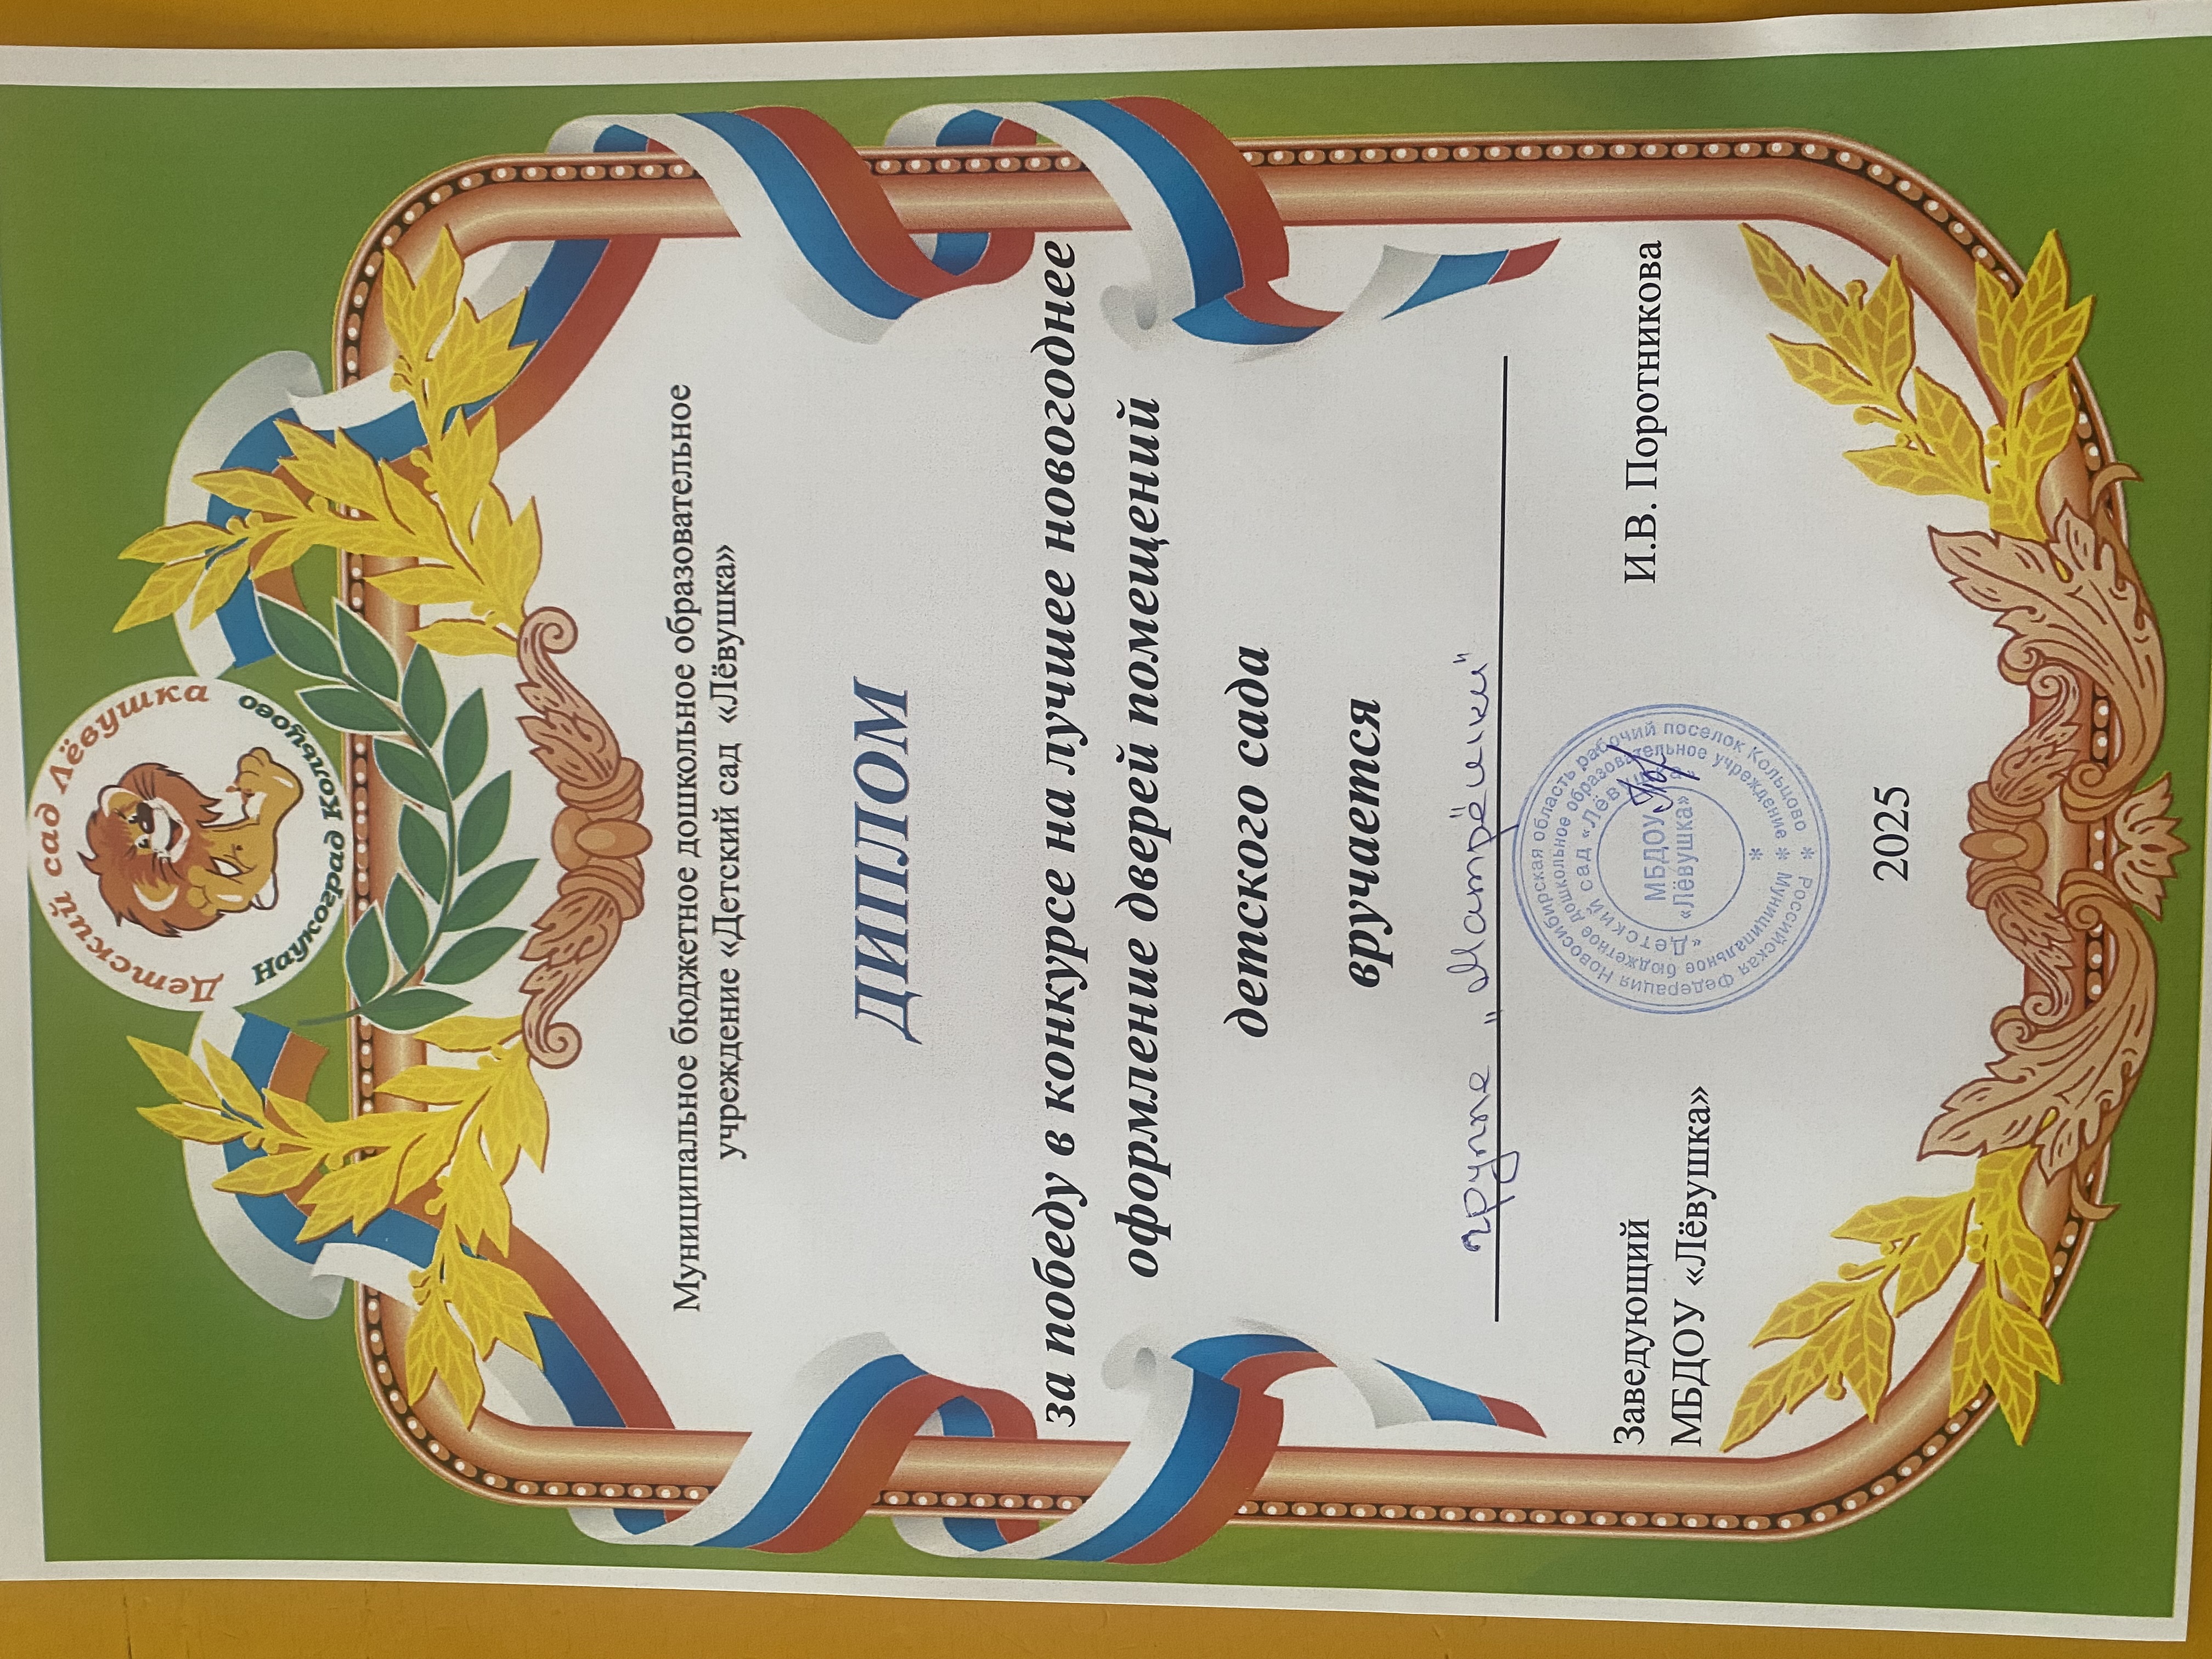 Детский сад Лёвушка
Наукоград Кольцово
Муниципальное бюджетное дошкольное образовательное
учреждение «Детский сад «Лёвушка»
ДИПЛОМ
за победу в конкурсе на лучшее новогоднее
оформление дверей помещений
детского сада
вручается
группе "Матрёшки"
Заведующий
МБДОУ «Лёвушка»
И.В. Поротникова
Российская Федерация Новосибирская область рабочий поселок Кольцово *
* Муниципальное бюджетное дошкольное образовательное учреждение
«Детский сад «Лёвушка»
*
МБДОУ
«Лёвушка»
2025